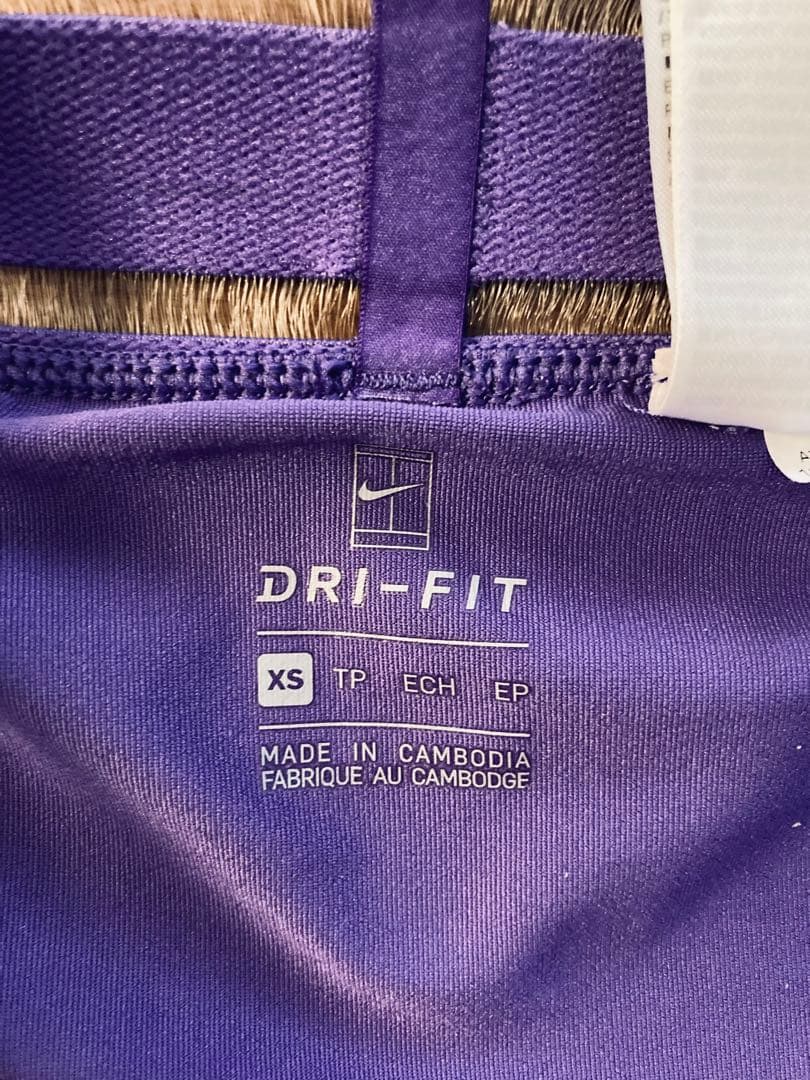 DRI-FIT
XS TP ECH EP
MADE IN CAMBODIA
FABRIQUE AU CAMBODGE